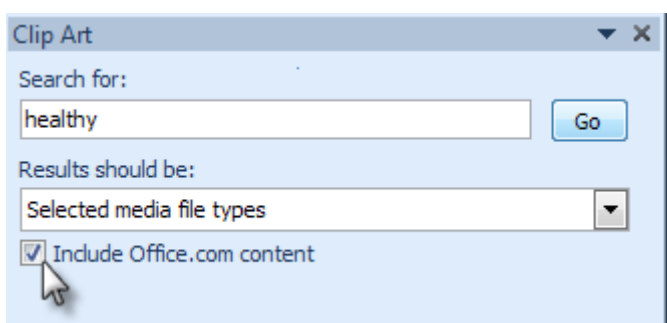 Clip Art
Search for:
healthy
Go
Results should be:
Selected media file types
Include Office.com content